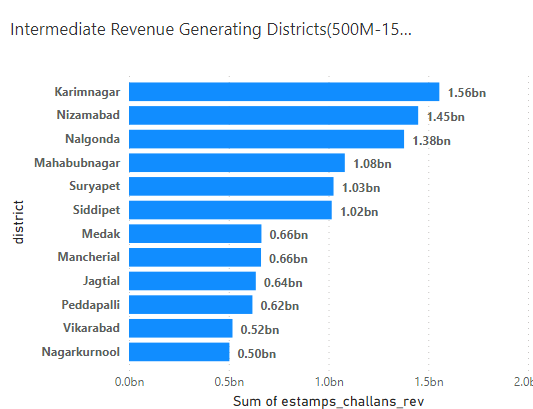 Intermediate Revenue Generating Districts(500M-15...
Karimnagar 1.56bn
Nizamabad 1.45bn
Nalgonda 1.38bn
Mahabubnagar 1.08bn
Suryapet 1.03bn
Siddipet 1.02bn
Medak 0.66bn
Mancherial 0.66bn
Jagtial 0.64bn
Peddapalli 0.62bn
Vikarabad 0.52bn
Nagarkurnool 0.50bn
district
0.0bn 0.5bn 1.0bn 1.5bn 2.0b
Sum of estamps_challans_rev